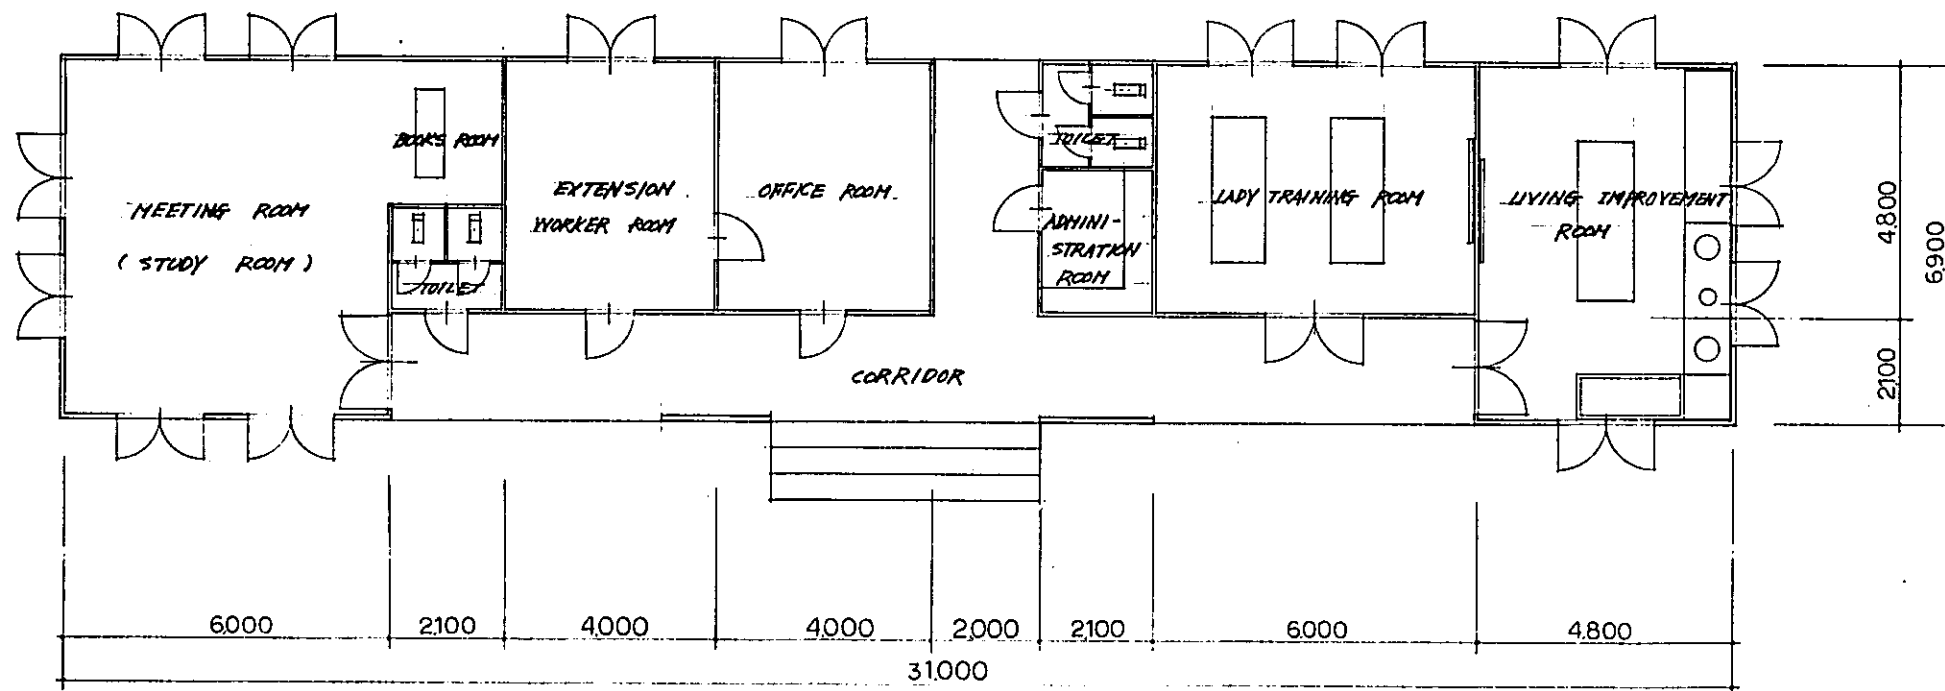 BOOKS ROOM
MEETING ROOM
( STUDY ROOM )
TOILET
EXTENSION
WORKER ROOM
OFFICE ROOM
TOILET
ADMINI-
STRATION
ROOM
LADY TRAINING ROOM
LIVING IMPROVEMENT
ROOM
CORRIDOR
4,800
6,900
2,100
6,000
2,100
4,000
4,000
2,000
2,100
6,000
4,800
31,000